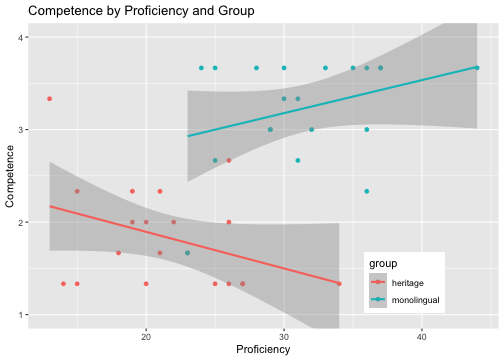 Competence by Proficiency and Group
4
3
2
1
Competence
20
30
40
Proficiency
group
heritage
monolingual